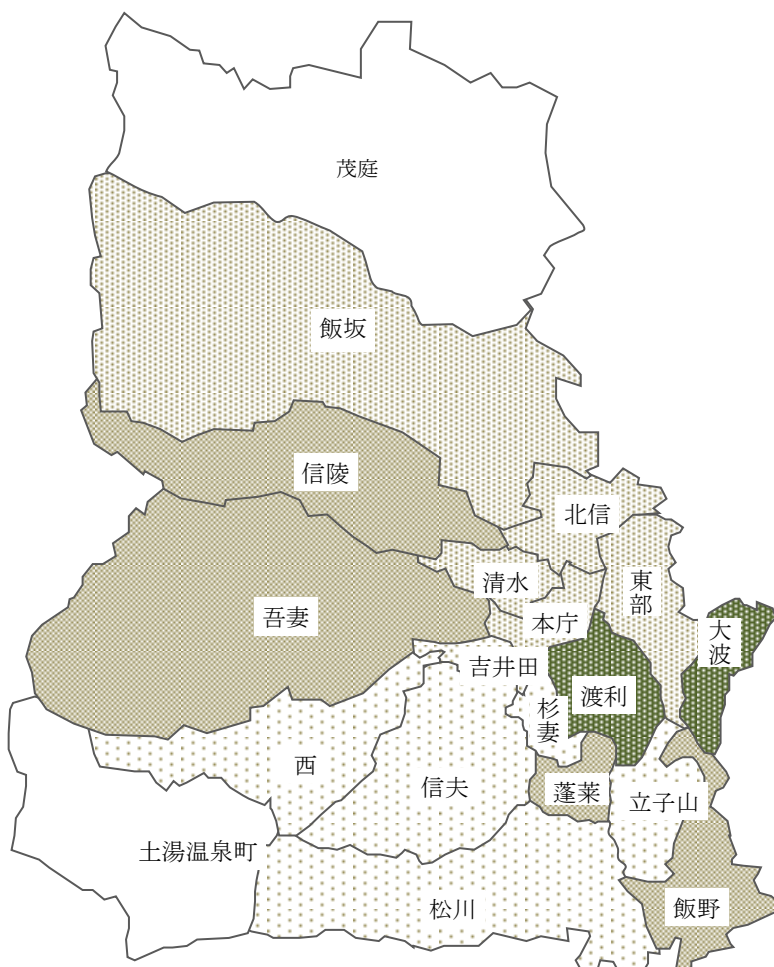 茂庭
飯坂
信陵
北信
清水
東部
吾妻
本庁
大波
吉井田
渡利
杉妻
西
信夫
蓬莱
立子山
土湯温泉町
松川
飯野